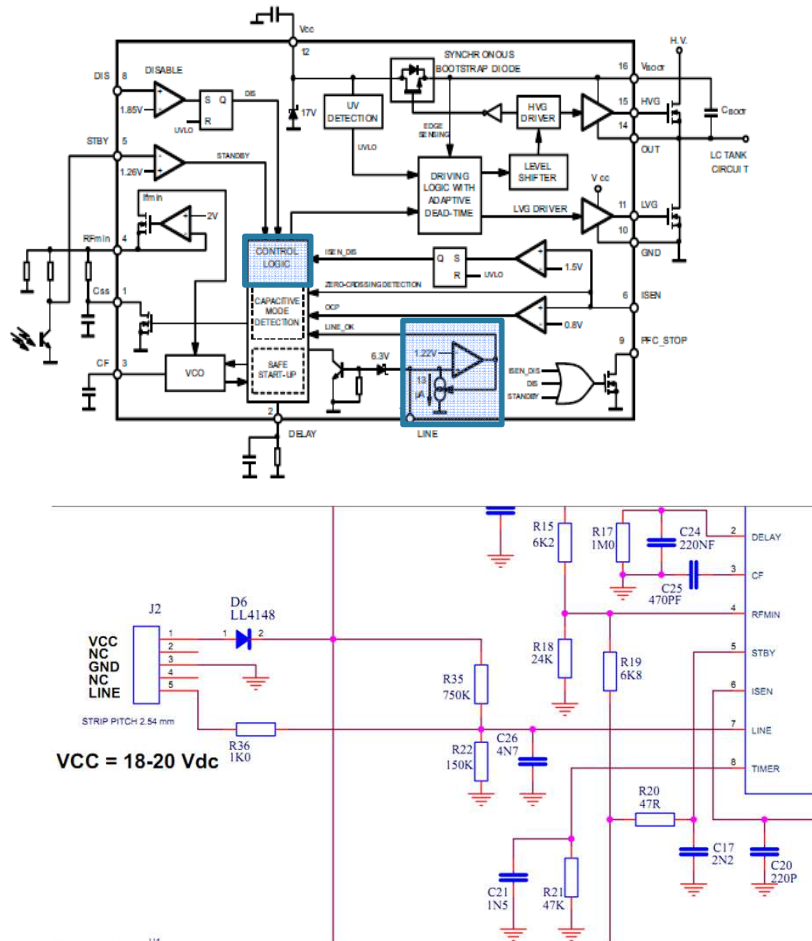 Vcc
12
SYNCHRONOUS
BOOTSTRAP DIODE
H.V.
16
VBOOT
DIS
8
DISABLE
1.85V
S
Q
R
DIS
UVLO
17V
UV
DETECTION
EDGE
SENSING
HVG
DRIVER
15
HVG
CBOOT
14
OUT
LC TANK
CIRCUIT
STBY
5
1.26V
STANDBY
UVLO
DRIVING
LOGIC WITH
ADAPTIVE
DEAD-TIME
LEVEL
SHIFTER
V cc
LVG DRIVER
11
LVG
10
GND
Ifmin
2V
RFmin
4
CONTROL
LOGIC
ISEN_DIS
Q
S
R
UVLO
1.5V
Css
1
ZERO-CROSSING DETECTION
CAPACITIVE
MODE
DETECTION
OCP
0.8V
6
ISEN
LINE_OK
CF
3
VCO
SAFE
START-UP
6.3V
1.22V
13
µA
9
PFC_STOP
ISEN_DIS
DIS
STANDBY
2
DELAY
7
LINE
R15
6K2
R17
1M0
C24
220NF
2
DELAY
C25
470PF
3
CF
4
RFMIN
J2
D6
LL4148
VCC
NC
GND
NC
LINE
1
2
3
4
5
1
2
R18
24K
R19
6K8
5
STBY
R35
750K
6
ISEN
STRIP PITCH 2.54 mm
R36
1K0
VCC = 18-20 Vdc
R22
150K
C26
4N7
7
LINE
8
TIMER
R20
47R
C17
2N2
C20
220P
C21
1N5
R21
47K